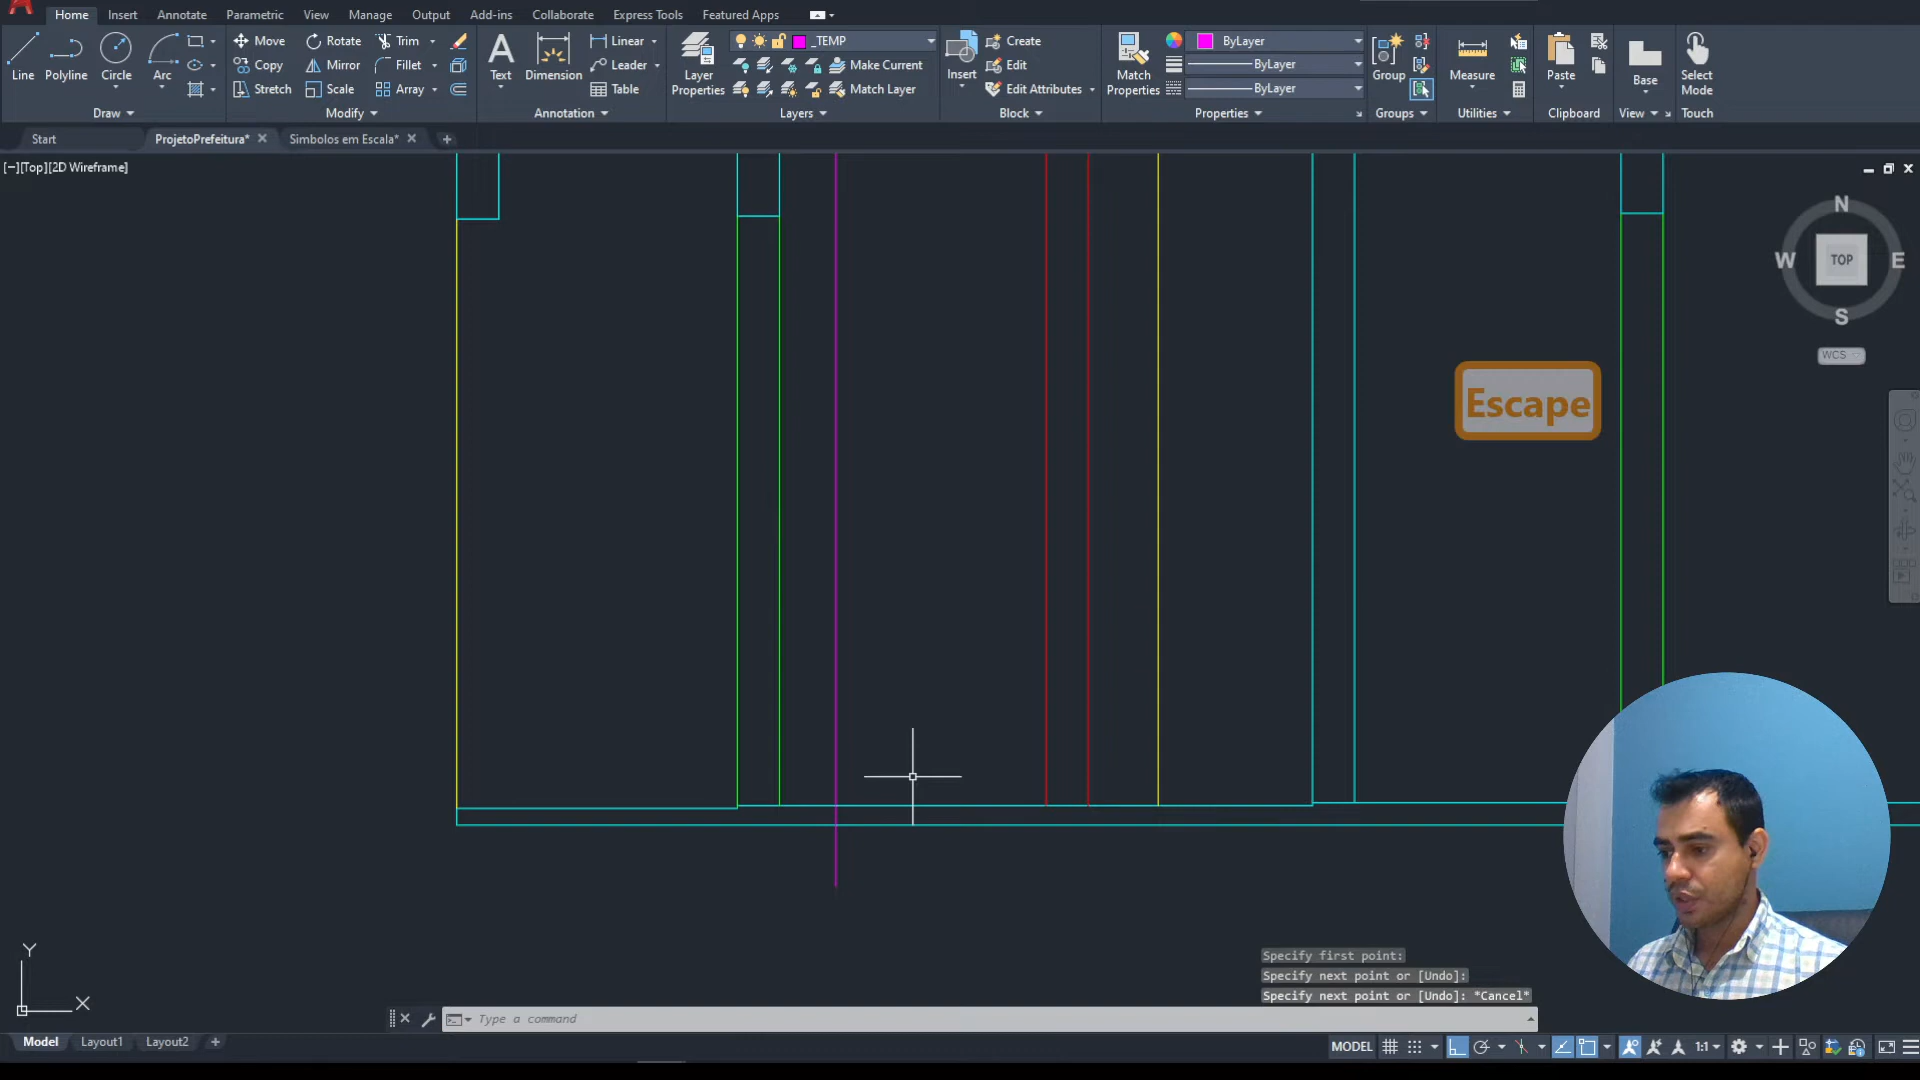 Home Insert Annotate Parametric View Manage Output Add-ins Collaborate Express Tools Featured Apps
Line Polyline Circle Arc
Move Rotate Trim
Copy Mirror Fillet
Stretch Scale Array
Text Dimension
Linear
Leader
Table
Layer Properties
_TEMP
Make Current
Match Layer
Insert
Create
Edit
Edit Attributes
Match Properties
ByLayer
ByLayer
ByLayer
Group
Measure
Paste
Base
Select Mode
Draw Modify Annotation Layers Block Properties Groups Utilities Clipboard View Touch
Start ProjetoPrefeitura* Simbolos em Escala*
[−][Top][2D Wireframe]
N
W TOP E
S
WCS
Escape
Y
X
Specify first point:
Specify next point or [Undo]:
Specify next point or [Undo]: *Cancel*
Type a command
Model Layout1 Layout2
MODEL 1:1